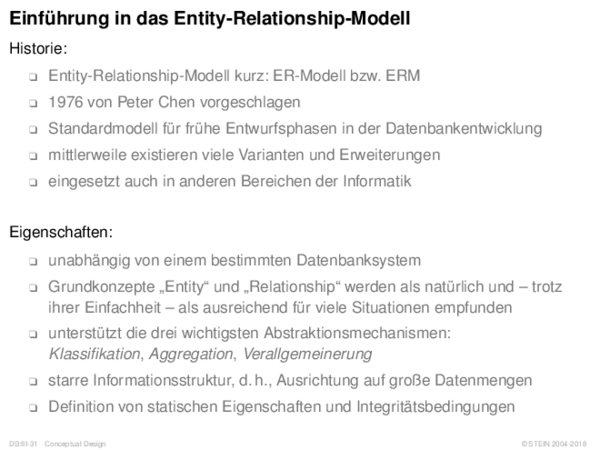 Einführung in das Entity-Relationship-Modell
Historie:
❑ Entity-Relationship-Modell kurz: ER-Modell bzw. ERM
❑ 1976 von Peter Chen vorgeschlagen
❑ Standardmodell für frühe Entwurfsphasen in der Datenbankentwicklung
❑ mittlerweile existieren viele Varianten und Erweiterungen
❑ eingesetzt auch in anderen Bereichen der Informatik
Eigenschaften:
❑ unabhängig von einem bestimmten Datenbanksystem
❑ Grundkonzepte „Entity“ und „Relationship“ werden als natürlich und – trotz
ihrer Einfachheit – als ausreichend für viele Situationen empfunden
❑ unterstützt die drei wichtigsten Abstraktionsmechanismen:
Klassifikation, Aggregation, Verallgemeinerung
❑ starre Informationsstruktur, d. h., Ausrichtung auf große Datenmengen
❑ Definition von statischen Eigenschaften und Integritätsbedingungen
DB:III-31 Conceptual Design © STEIN 2004-2018